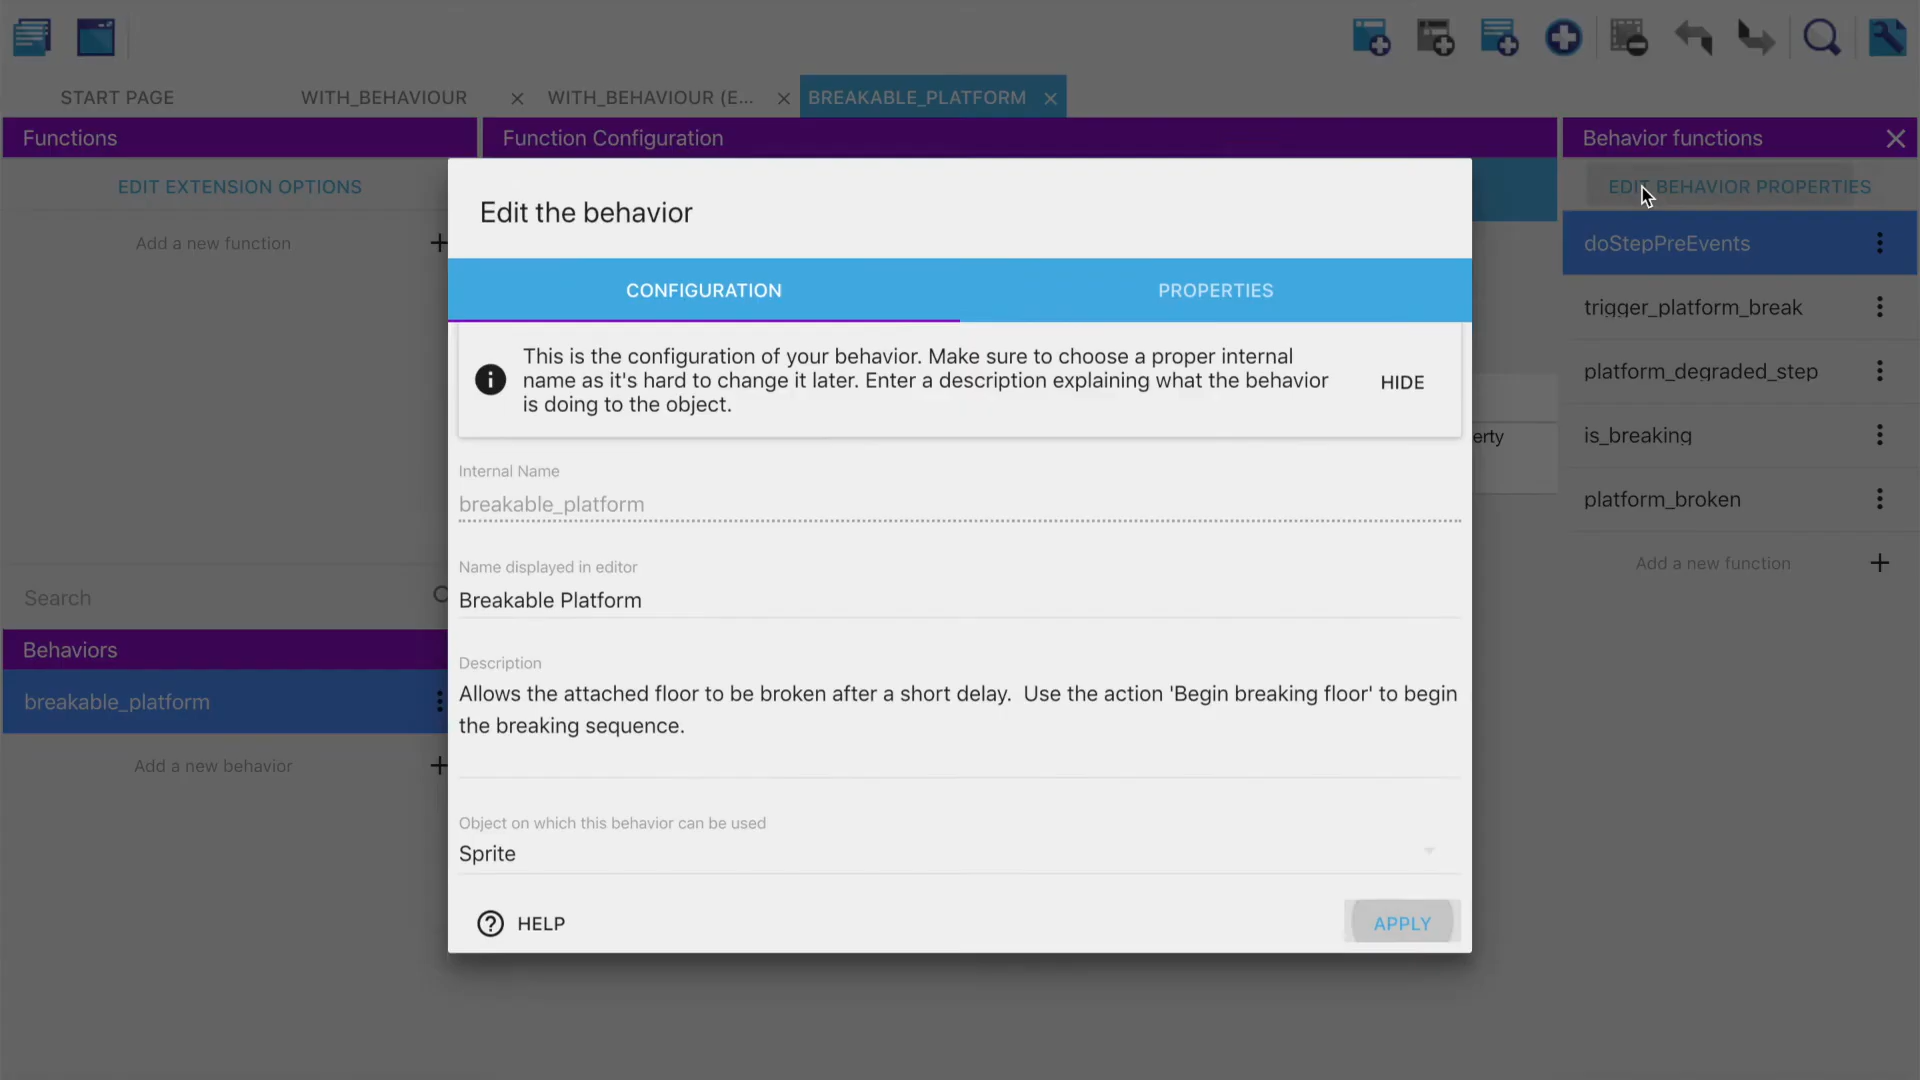 START PAGE
WITH_BEHAVIOUR
WITH_BEHAVIOUR (E...
BREAKABLE_PLATFORM
Functions
Function Configuration
Behavior functions
EDIT EXTENSION OPTIONS
EDIT BEHAVIOR PROPERTIES
Add a new function
doStepPreEvents
trigger_platform_break
platform_degraded_step
is_breaking
platform_broken
Add a new function
erty
Search
Behaviors
breakable_platform
Add a new behavior
Edit the behavior
CONFIGURATION
PROPERTIES
This is the configuration of your behavior. Make sure to choose a proper internal
name as it's hard to change it later. Enter a description explaining what the behavior
is doing to the object.
HIDE
Internal Name
breakable_platform
Name displayed in editor
Breakable Platform
Description
Allows the attached floor to be broken after a short delay.  Use the action 'Begin breaking floor' to begin
the breaking sequence.
Object on which this behavior can be used
Sprite
HELP
APPLY